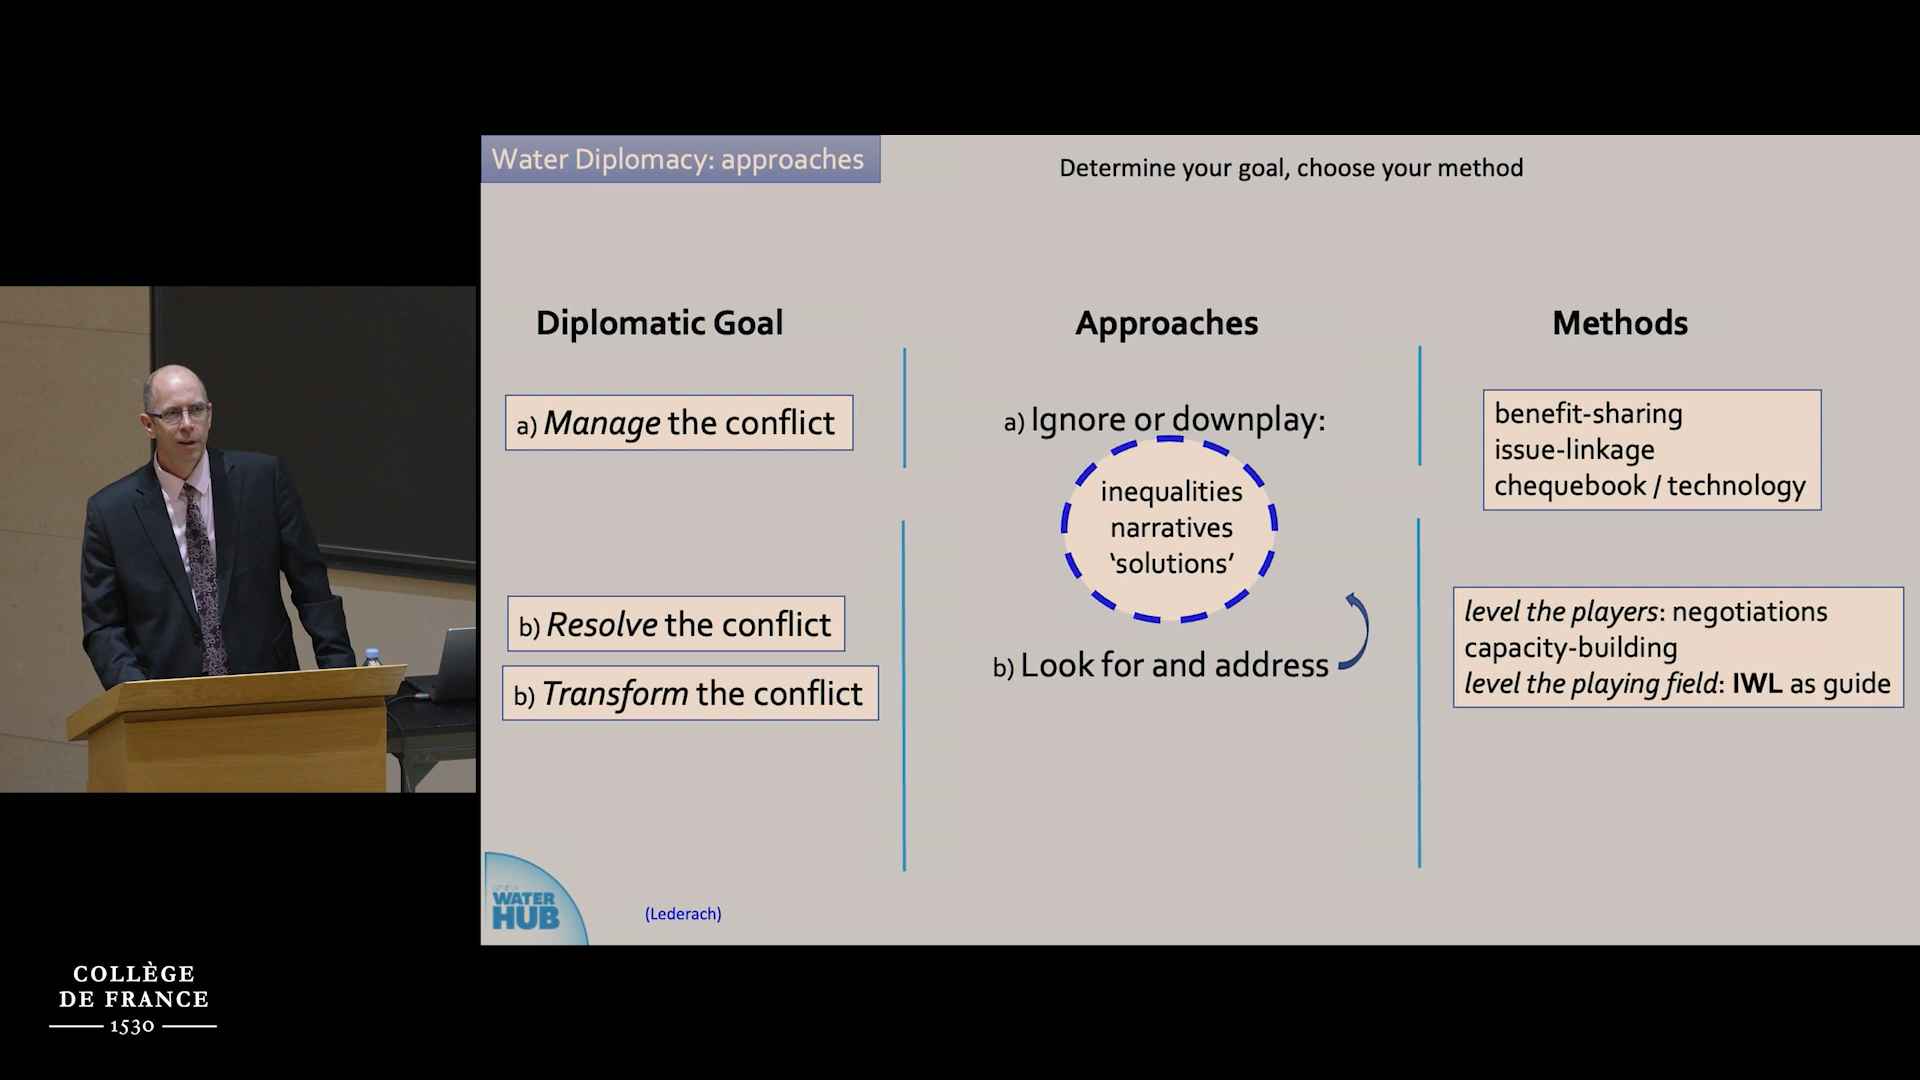 Water Diplomacy: approaches
Determine your goal, choose your method
Diplomatic Goal
Approaches
Methods
a) Manage the conflict
a) Ignore or downplay:
benefit-sharing
issue-linkage
chequebook / technology
inequalities
narratives
‘solutions’
b) Resolve the conflict
b) Transform the conflict
b) Look for and address
level the players: negotiations
capacity-building
level the playing field: IWL as guide
GENEVA
WATER
HUB
(Lederach)
COLLÈGE
DE FRANCE
1530